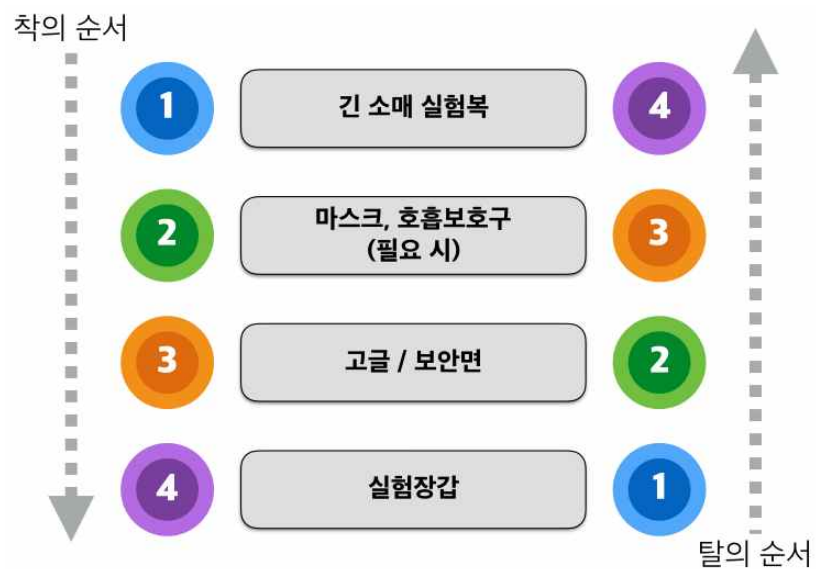 착의 순서
1 긴 소매 실험복 4
2 마스크, 호흡보호구
(필요 시) 3
3 고글 / 보안면 2
4 실험장갑 1
탈의 순서